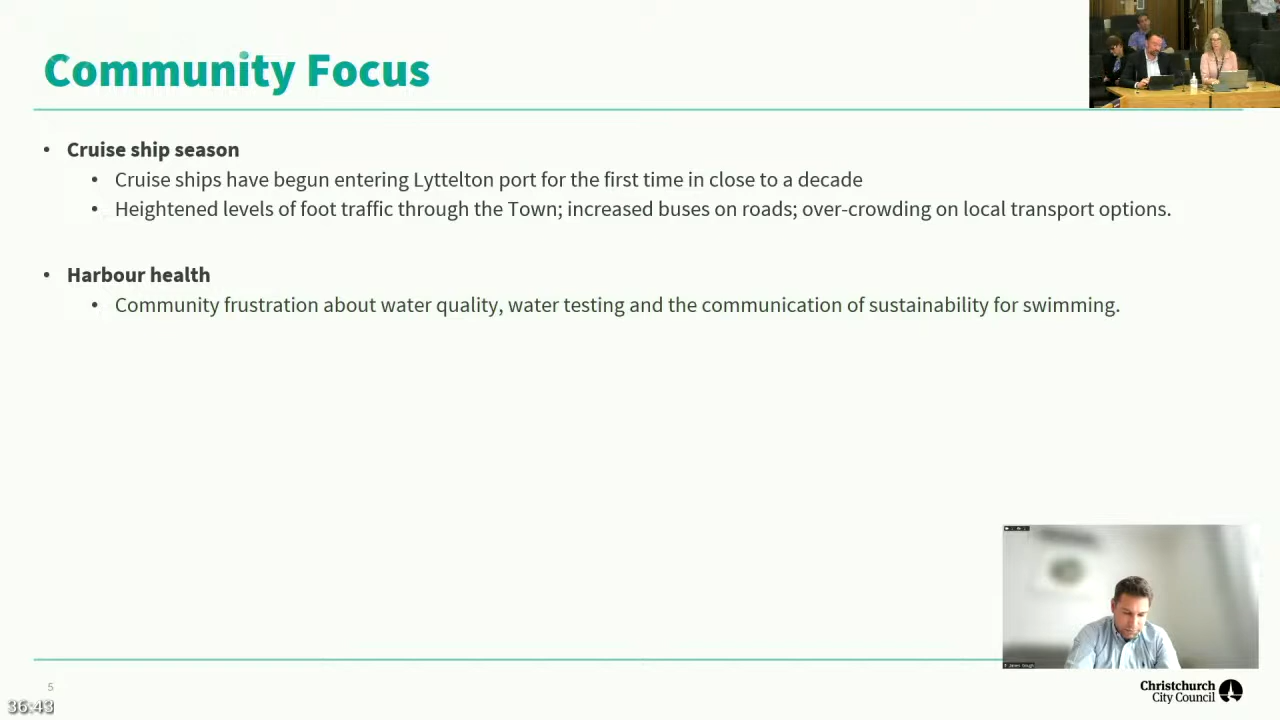 Community Focus
• Cruise ship season
• Cruise ships have begun entering Lyttelton port for the first time in close to a decade
• Heightened levels of foot traffic through the Town; increased buses on roads; over-crowding on local transport options.
• Harbour health
• Community frustration about water quality, water testing and the communication of sustainability for swimming.
James Gough
5
36:43
Christchurch
City Council